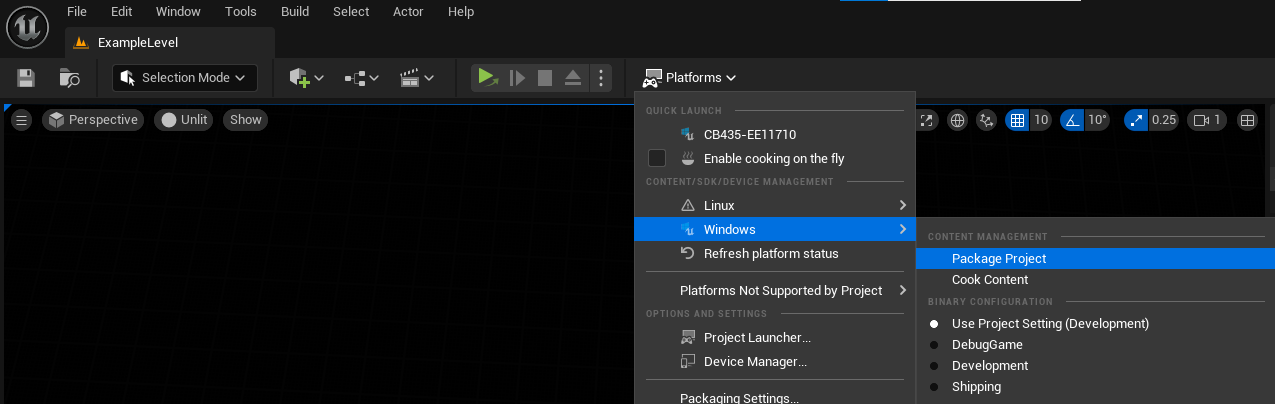 File Edit Window Tools Build Select Actor Help
ExampleLevel
Selection Mode
Platforms
Perspective Unlit Show
10 10° 0.25 1
QUICK LAUNCH
CB435-EE11710
Enable cooking on the fly
CONTENT/SDK/DEVICE MANAGEMENT
Linux
Windows
Refresh platform status
Platforms Not Supported by Project
OPTIONS AND SETTINGS
Project Launcher...
Device Manager...
Packaging Settings...
CONTENT MANAGEMENT
Package Project
Cook Content
BINARY CONFIGURATION
Use Project Setting (Development)
DebugGame
Development
Shipping